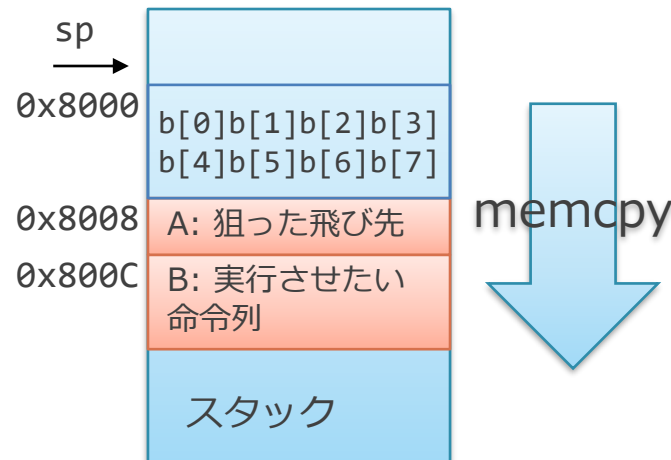 sp
0x8000
b[0]b[1]b[2]b[3]
b[4]b[5]b[6]b[7]
0x8008
A: 狙った飛び先
0x800C
B: 実行させたい
命令列
スタック
memcpy